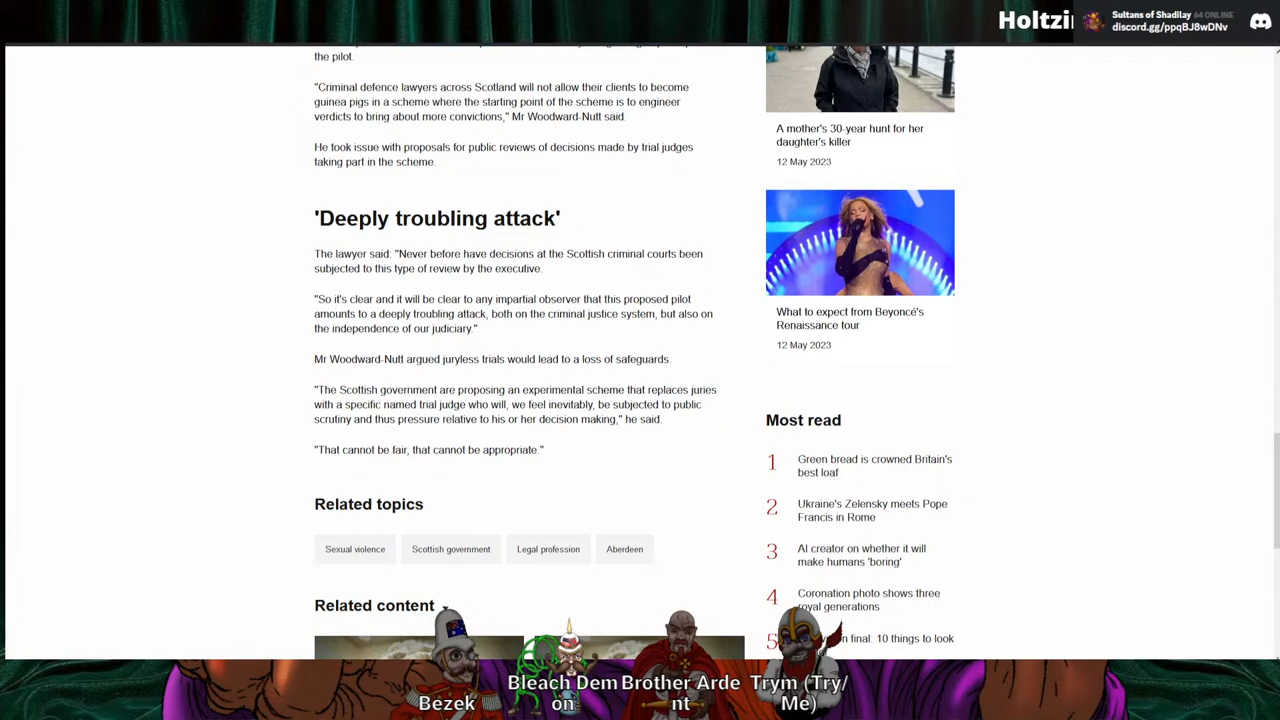 Holtzi
Sultans of Shadilay 64 ONLINE
discord.gg/ppqBJ8wDNv
the pilot.
"Criminal defence lawyers across Scotland will not allow their clients to become
guinea pigs in a scheme where the starting point of the scheme is to engineer
verdicts to bring about more convictions," Mr Woodward-Nutt said.
He took issue with proposals for public reviews of decisions made by trial judges
taking part in the scheme.
'Deeply troubling attack'
The lawyer said: "Never before have decisions at the Scottish criminal courts been
subjected to this type of review by the executive.
"So it's clear and it will be clear to any impartial observer that this proposed pilot
amounts to a deeply troubling attack, both on the criminal justice system, but also on
the independence of our judiciary."
Mr Woodward-Nutt argued juryless trials would lead to a loss of safeguards.
"The Scottish government are proposing an experimental scheme that replaces juries
with a specific named trial judge who will, we feel inevitably, be subjected to public
scrutiny and thus pressure relative to his or her decision making," he said.
"That cannot be fair, that cannot be appropriate."
Related topics
Sexual violence
Scottish government
Legal profession
Aberdeen
Related content
A mother's 30-year hunt for her
daughter's killer
12 May 2023
What to expect from Beyoncé's
Renaissance tour
12 May 2023
Most read
1 Green bread is crowned Britain's
best loaf
2 Ukraine's Zelensky meets Pope
Francis in Rome
3 AI creator on whether it will
make humans 'boring'
4 Coronation photo shows three
royal generations
5 final: 10 things to look
Bezek
Bleach Dem
on
Brother Arde
nt
Trym (Try/
Me)